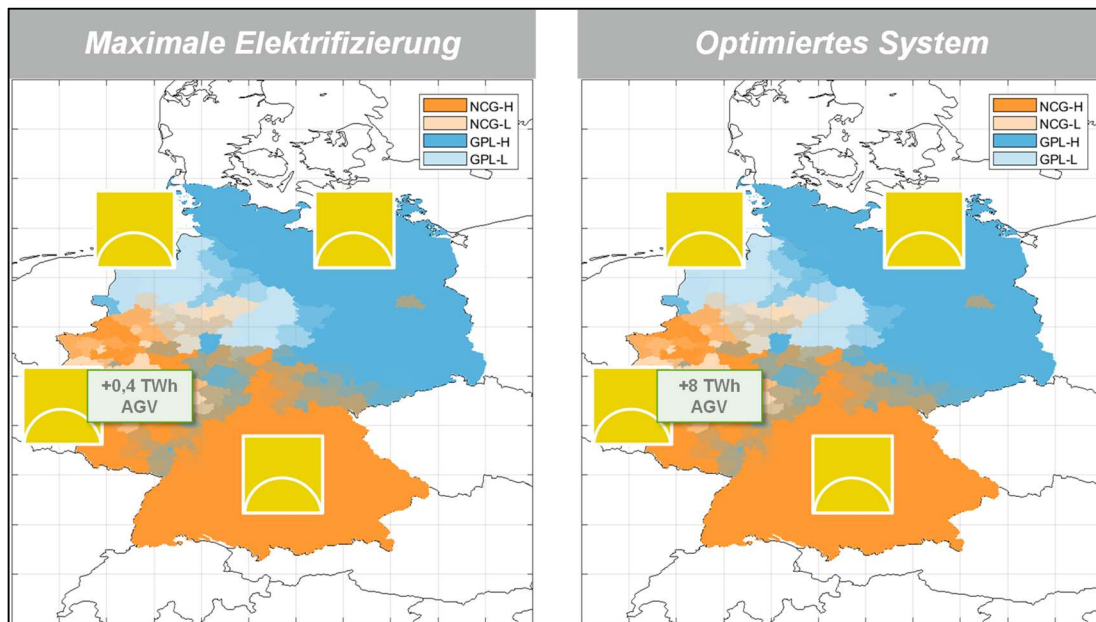 Maximale Elektrifizierung
NCG-H
NCG-L
GPL-H
GPL-L
+0,4 TWh
AGV
Optimiertes System
NCG-H
NCG-L
GPL-H
GPL-L
+8 TWh
AGV